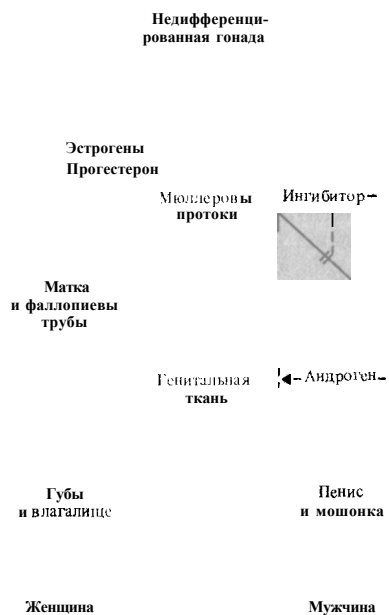 Недифференци-
рованная гонада
Эстрогены
Прогестерон
Мюллеровы
протоки
Ингибитор-
Матка
и фаллопиевы
трубы
Генитальная
ткань
-Андроген-
Губы
и влагалище
Пенис
и мошонка
Женщина
Мужчина